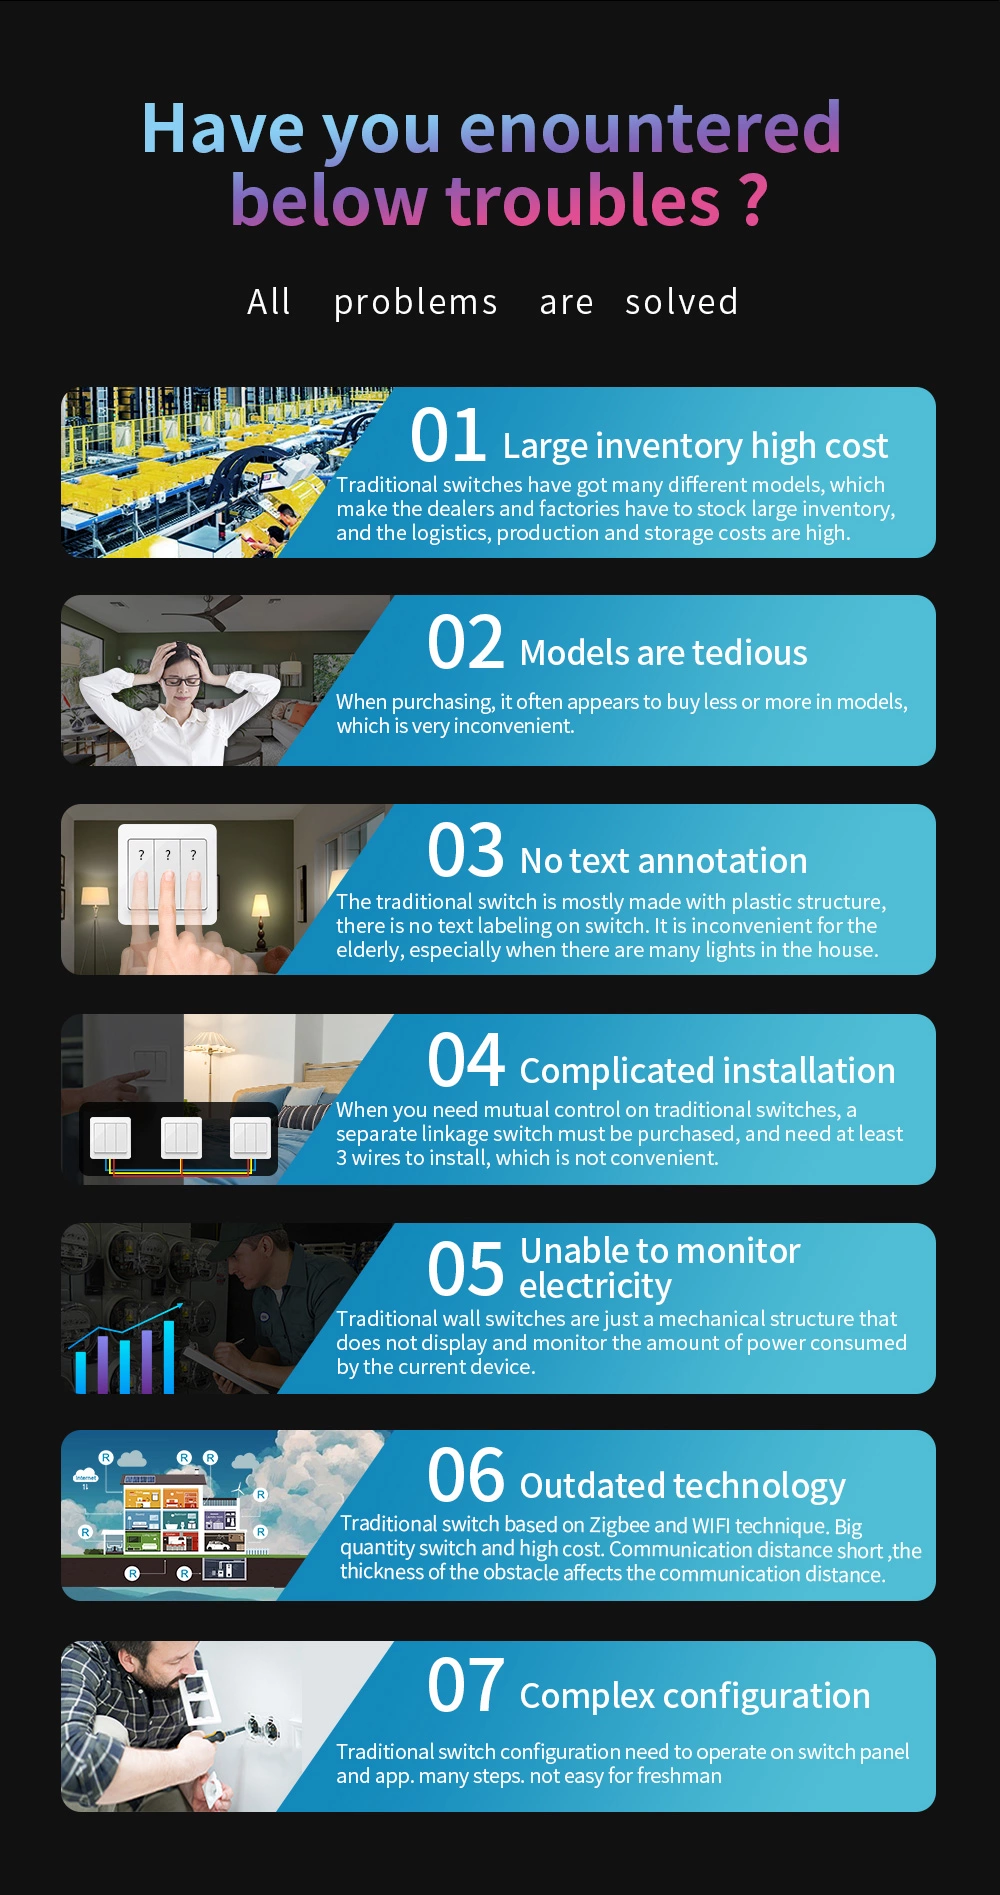 Have you enountered
below troubles ?
All problems are solved
01 Large inventory high cost
Traditional switches have got many different models, which
make the dealers and factories have to stock large inventory,
and the logistics, production and storage costs are high.
02 Models are tedious
When purchasing, it often appears to buy less or more in models,
which is very inconvenient.
? ? ?
03 No text annotation
The traditional switch is mostly made with plastic structure,
there is no text labeling on switch. It is inconvenient for the
elderly, especially when there are many lights in the house.
04 Complicated installation
When you need mutual control on traditional switches, a
separate linkage switch must be purchased, and need at least
3 wires to install, which is not convenient.
05 Unable to monitor
electricity
Traditional wall switches are just a mechanical structure that
does not display and monitor the amount of power consumed
by the current device.
R R R
Internet
R
R R
R R
06 Outdated technology
Traditional switch based on Zigbee and WIFI technique. Big
quantity switch and high cost. Communication distance short ,the
thickness of the obstacle affects the communication distance.
07 Complex configuration
Traditional switch configuration need to operate on switch panel
and app. many steps. not easy for freshman